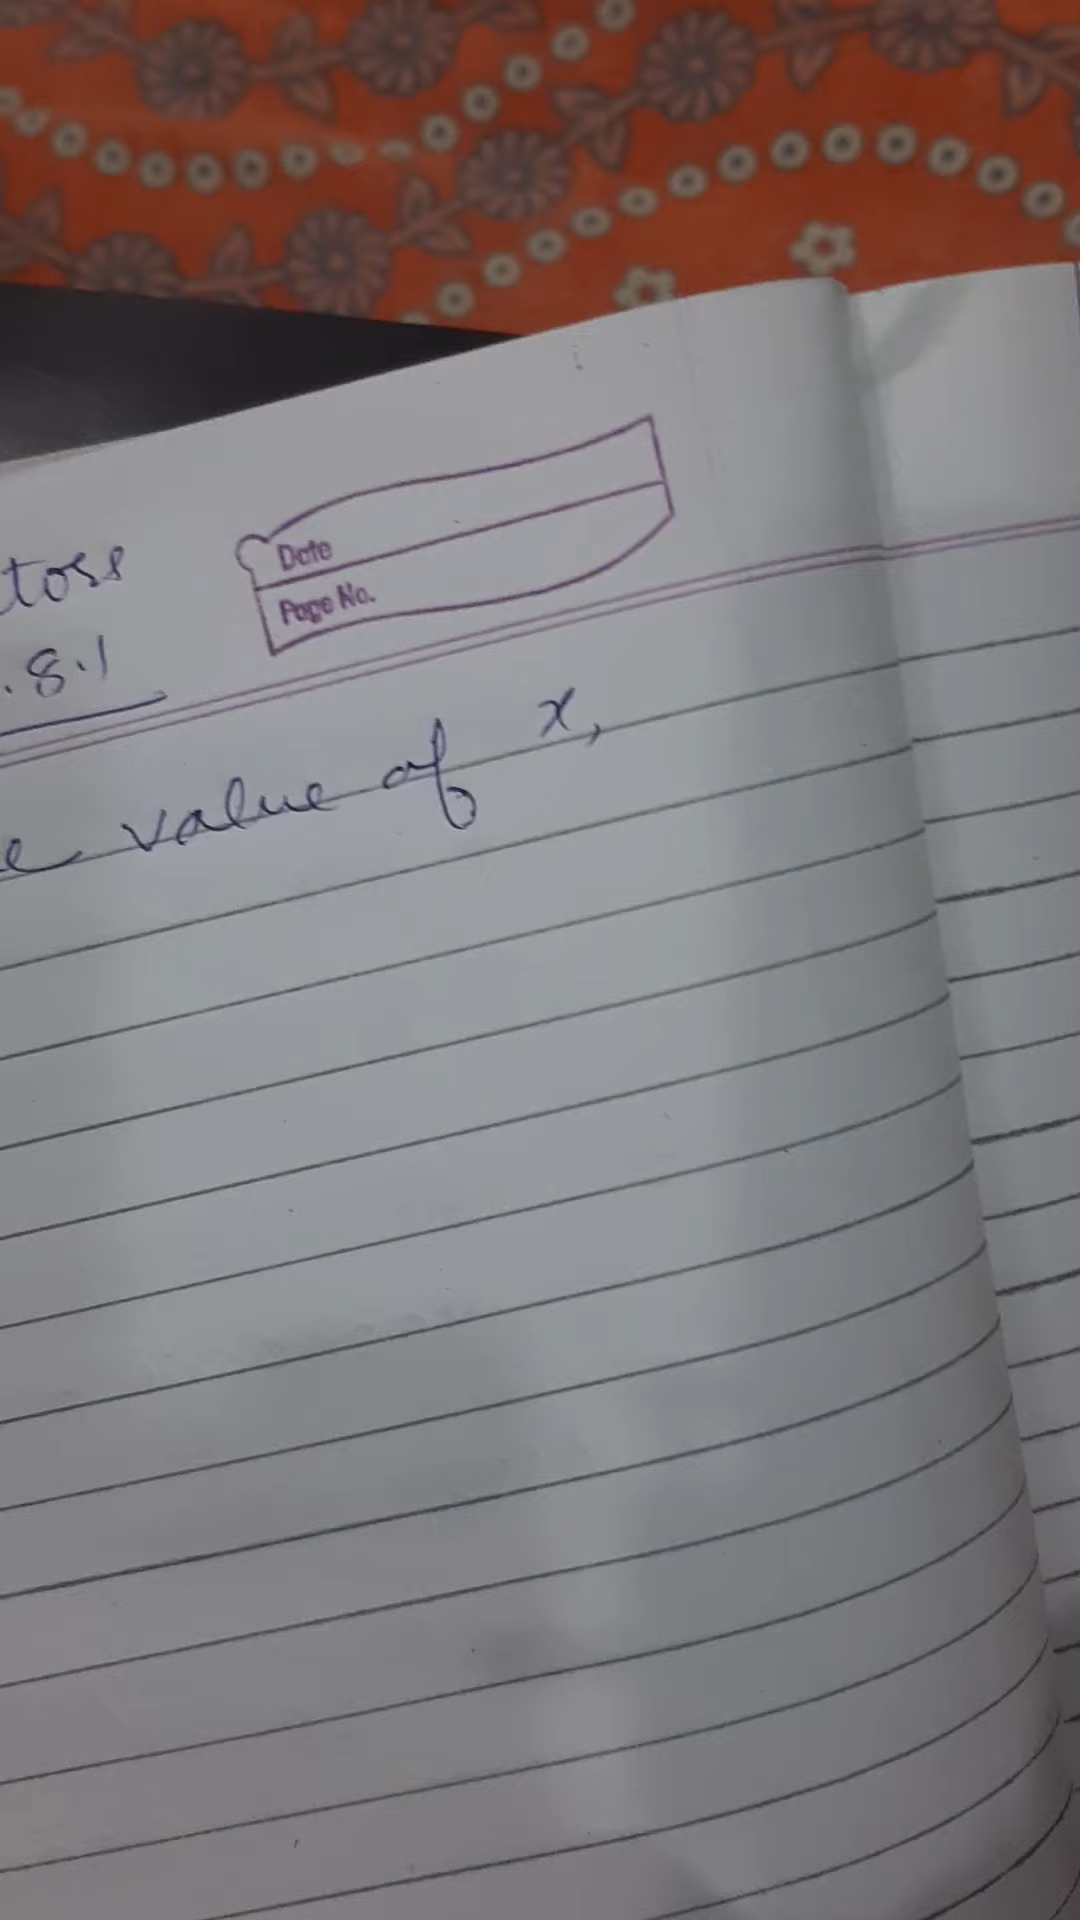 toss
Date
Page No.
.8.1
e value of x,